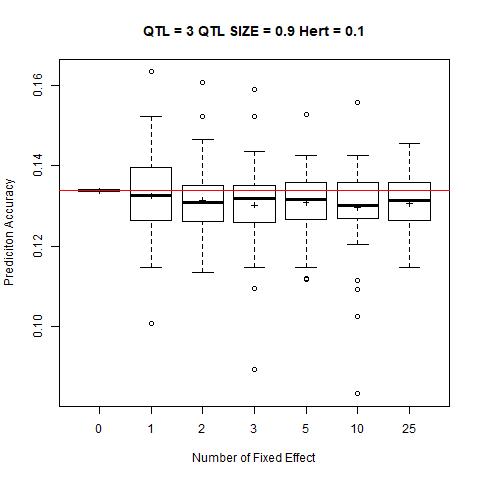 QTL = 3 QTL SIZE = 0.9 Hert = 0.1
0.16
0.14
0.12
0.10
Prediciton Accuracy
0 1 2 3 5 10 25
Number of Fixed Effect